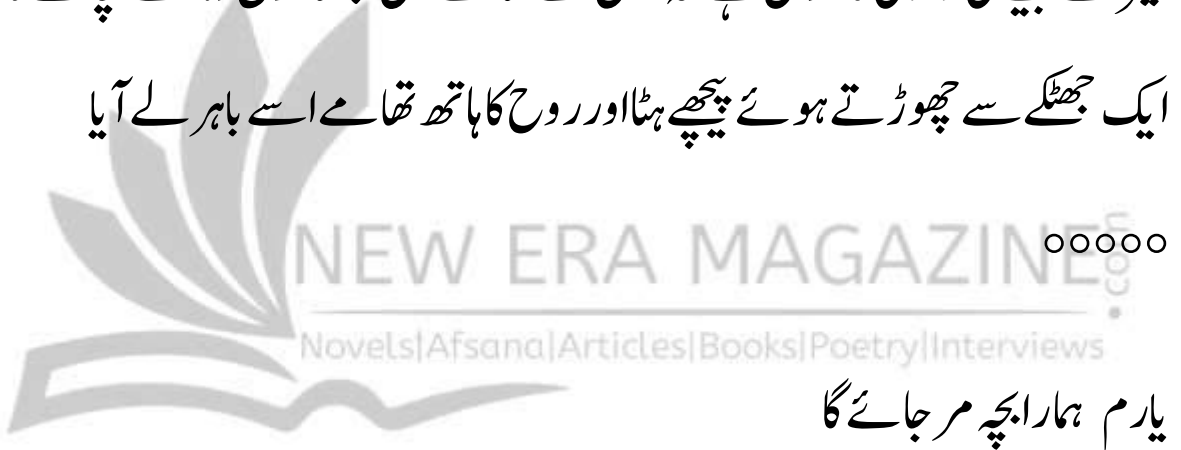 ایک جھٹکے سے چھوڑتے ہوئے پیچھے ہٹا اور روح کا ہاتھ تھامے اسے باہر لے آیا
○○○○○
NEW ERA MAGAZINE.com
Novels|Afsana|Articles|Books|Poetry|Interviews
یارم ہمارا بچہ مر جائے گا